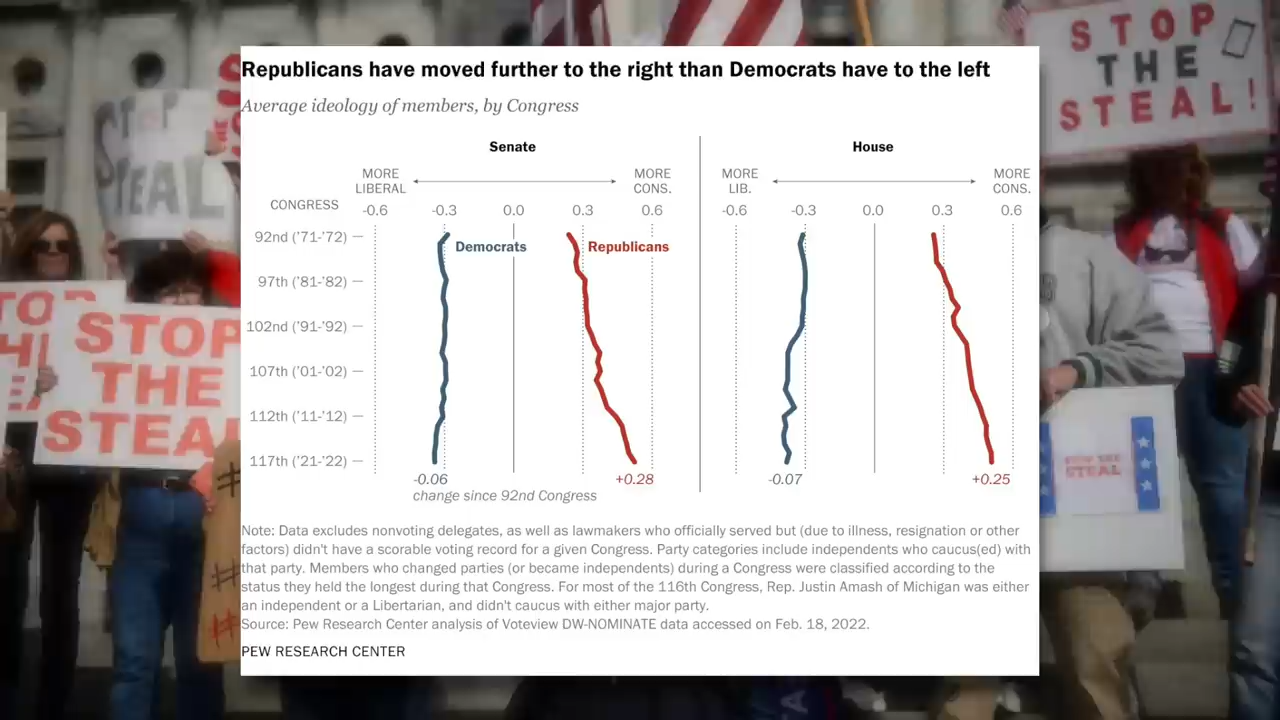 Republicans have moved further to the right than Democrats have to the left
Average ideology of members, by Congress
Senate
House
MORE LIBERAL
MORE CONS.
MORE LIB.
MORE CONS.
CONGRESS
-0.6 -0.3 0.0 0.3 0.6
-0.6 -0.3 0.0 0.3 0.6
92nd ('71-'72)
Democrats
Republicans
97th ('81-'82)
102nd ('91-'92)
107th ('01-'02)
112th ('11-'12)
117th ('21-'22)
-0.06
+0.28
-0.07
+0.25
change since 92nd Congress
Note: Data excludes nonvoting delegates, as well as lawmakers who officially served but (due to illness, resignation or other
factors) didn't have a scorable voting record for a given Congress. Party categories include independents who caucus(ed) with
that party. Members who changed parties (or became independents) during a Congress were classified according to the
status they held the longest during that Congress. For most of the 116th Congress, Rep. Justin Amash of Michigan was either
an independent or a Libertarian, and didn't caucus with either major party.
Source: Pew Research Center analysis of Voteview DW-NOMINATE data accessed on Feb. 18, 2022.
PEW RESEARCH CENTER
STOP
THE
STEAL!
STOP
THE
STEAL
STOP
STEAL
STEAL